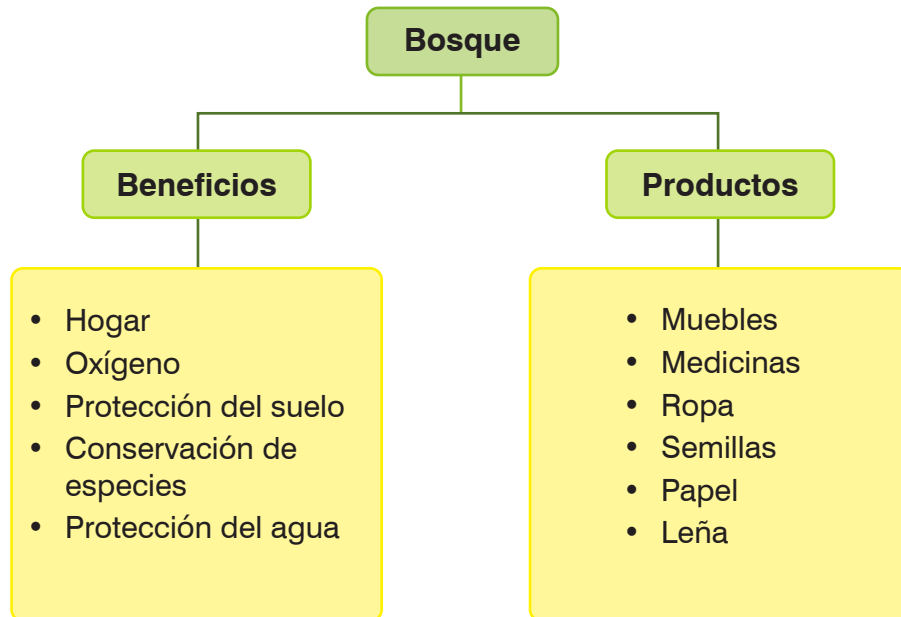 Bosque
Beneficios
Productos
• Hogar
• Oxígeno
• Protección del suelo
• Conservación de
especies
• Protección del agua
• Muebles
• Medicinas
• Ropa
• Semillas
• Papel
• Leña